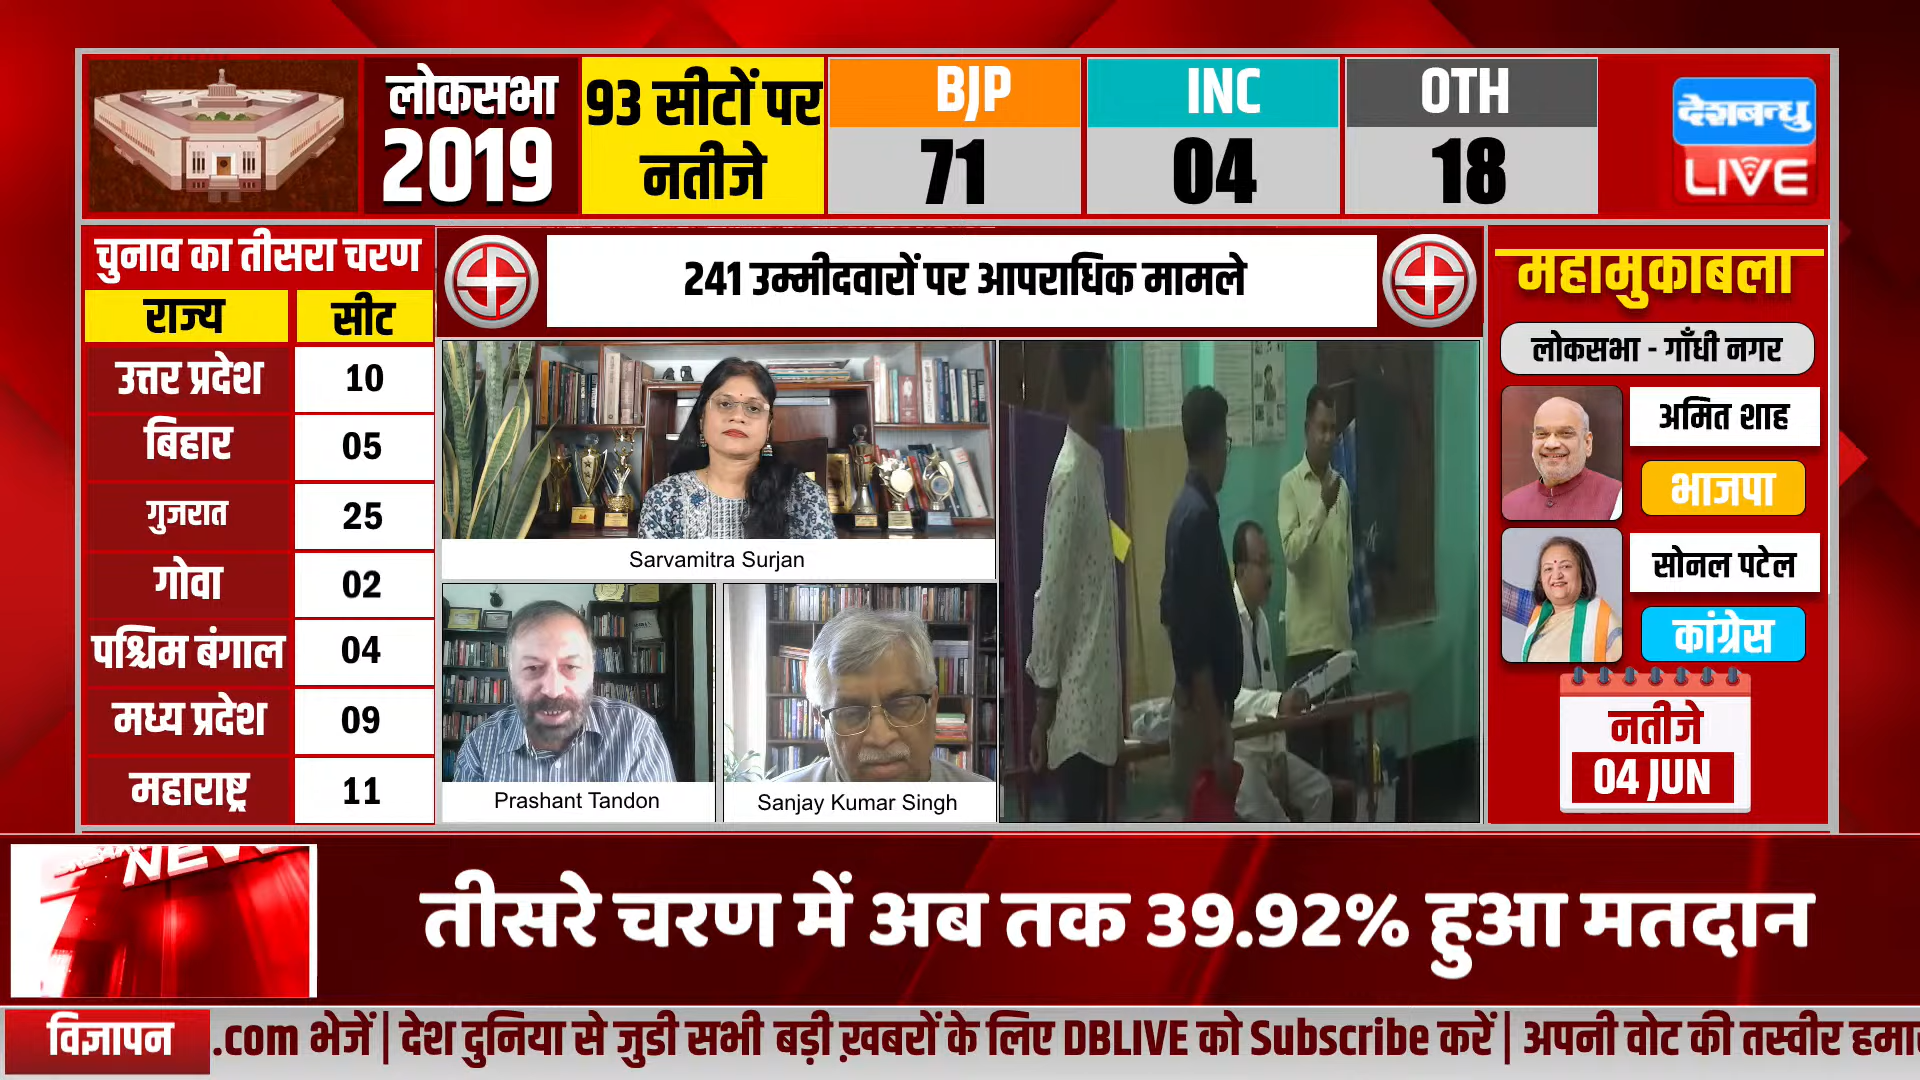 लोकसभा
2019
93 सीटों पर
नतीजे
BJP
71
INC
04
OTH
18
देशबन्धु
LIVE
चुनाव का तीसरा चरण
राज्य सीट
उत्तर प्रदेश 10
बिहार 05
गुजरात 25
गोवा 02
पश्चिम बंगाल 04
मध्य प्रदेश 09
महाराष्ट्र 11
241 उम्मीदवारों पर आपराधिक मामले
Sarvamitra Surjan
Prashant Tandon
Sanjay Kumar Singh
महामुकाबला
लोकसभा - गाँधी नगर
अमित शाह
भाजपा
सोनल पटेल
कांग्रेस
नतीजे
04 JUN
NEW
तीसरे चरण में अब तक 39.92% हुआ मतदान
विज्ञापन
.com भेजें | देश दुनिया से जुडी सभी बड़ी ख़बरों के लिए DBLIVE को Subscribe करें | अपनी वोट की तस्वीर